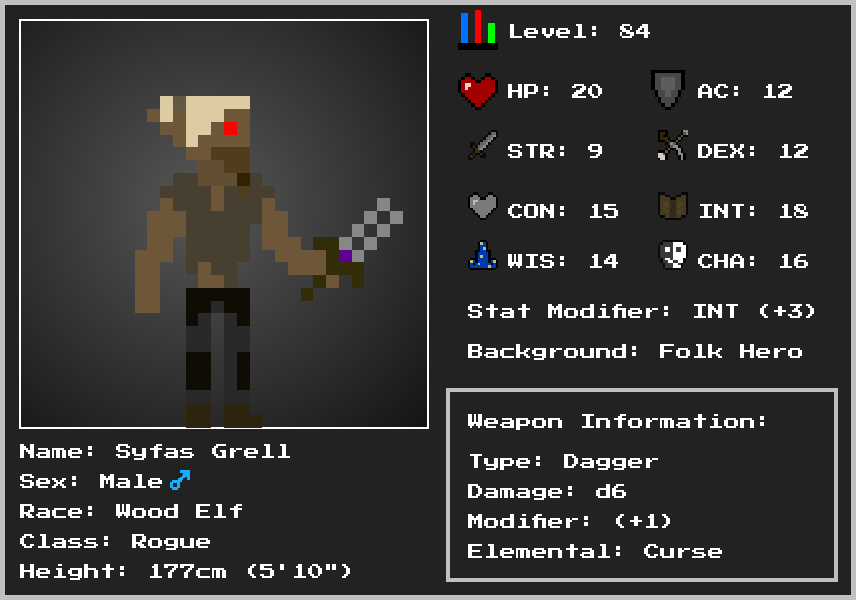 Level: 84
HP: 20
AC: 12
STR: 9
DEX: 12
CON: 15
INT: 18
WIS: 14
CHA: 16
Stat Modifier: INT (+3)
Background: Folk Hero
Weapon Information:
Type: Dagger
Damage: d6
Modifier: (+1)
Elemental: Curse
Name: Syfas Grell
Sex: Male♂
Race: Wood Elf
Class: Rogue
Height: 177cm (5'10")